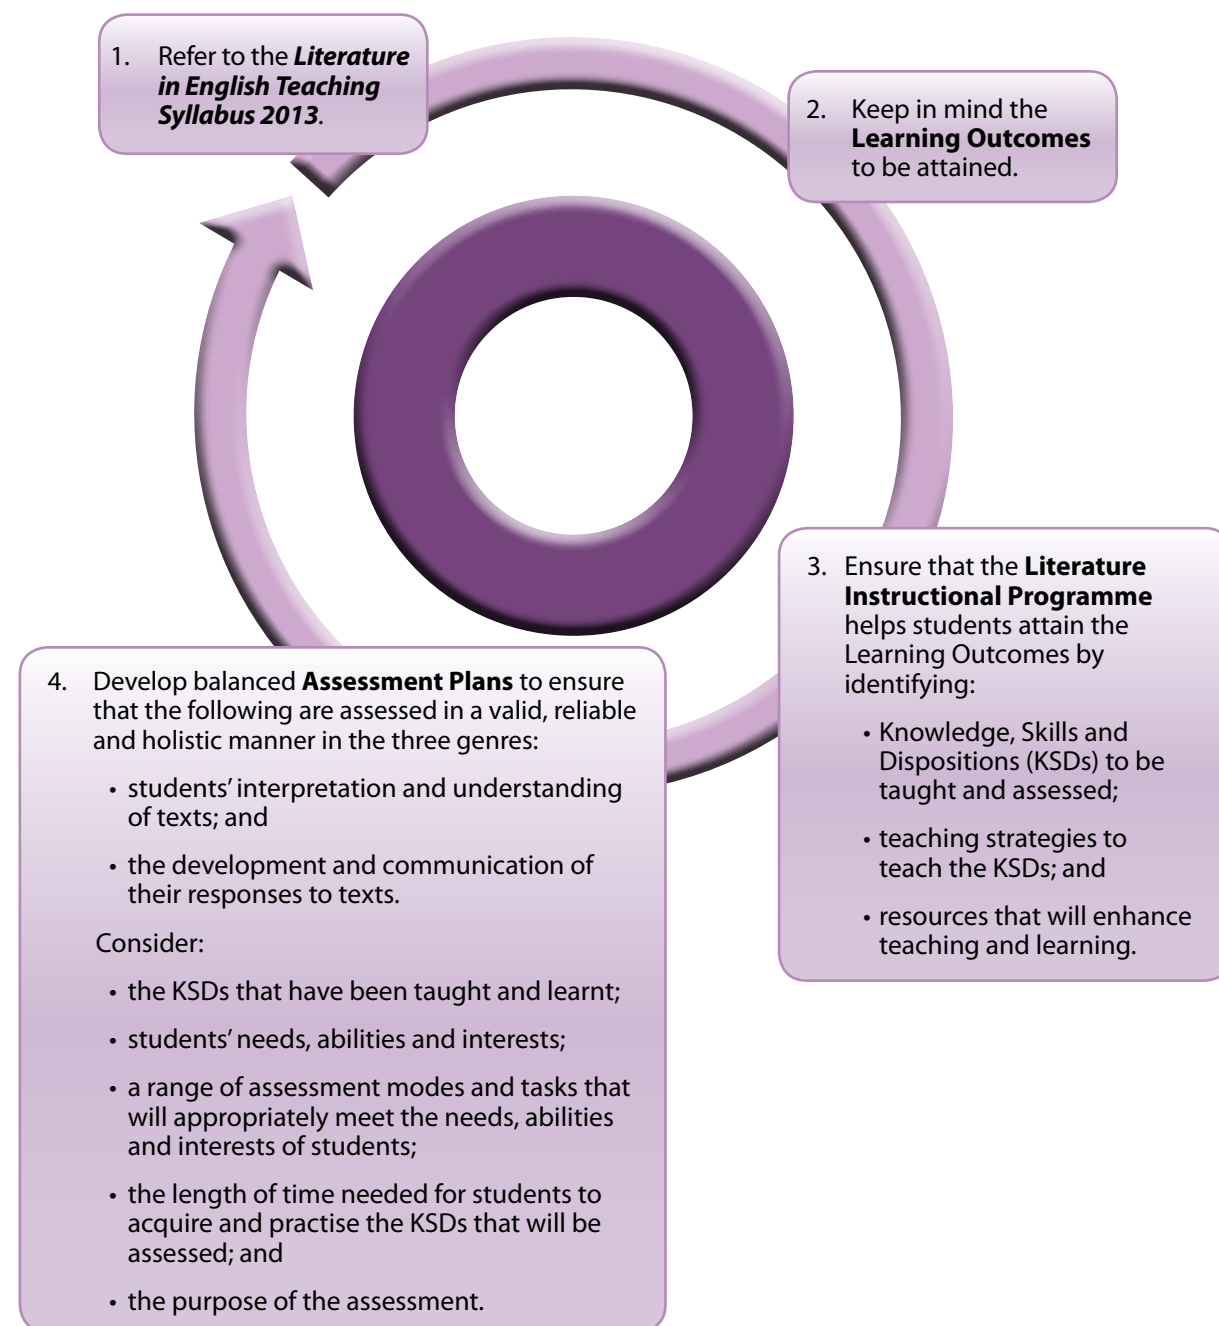 1. Refer to the Literature
in English Teaching
Syllabus 2013.
2. Keep in mind the
Learning Outcomes
to be attained.
3. Ensure that the Literature
Instructional Programme
helps students attain the
Learning Outcomes by
identifying:
• Knowledge, Skills and
Dispositions (KSDs) to be
taught and assessed;
• teaching strategies to
teach the KSDs; and
• resources that will enhance
teaching and learning.
4. Develop balanced Assessment Plans to ensure
that the following are assessed in a valid, reliable
and holistic manner in the three genres:
• students' interpretation and understanding
of texts; and
• the development and communication of
their responses to texts.
Consider:
• the KSDs that have been taught and learnt;
• students' needs, abilities and interests;
• a range of assessment modes and tasks that
will appropriately meet the needs, abilities
and interests of students;
• the length of time needed for students to
acquire and practise the KSDs that will be
assessed; and
• the purpose of the assessment.